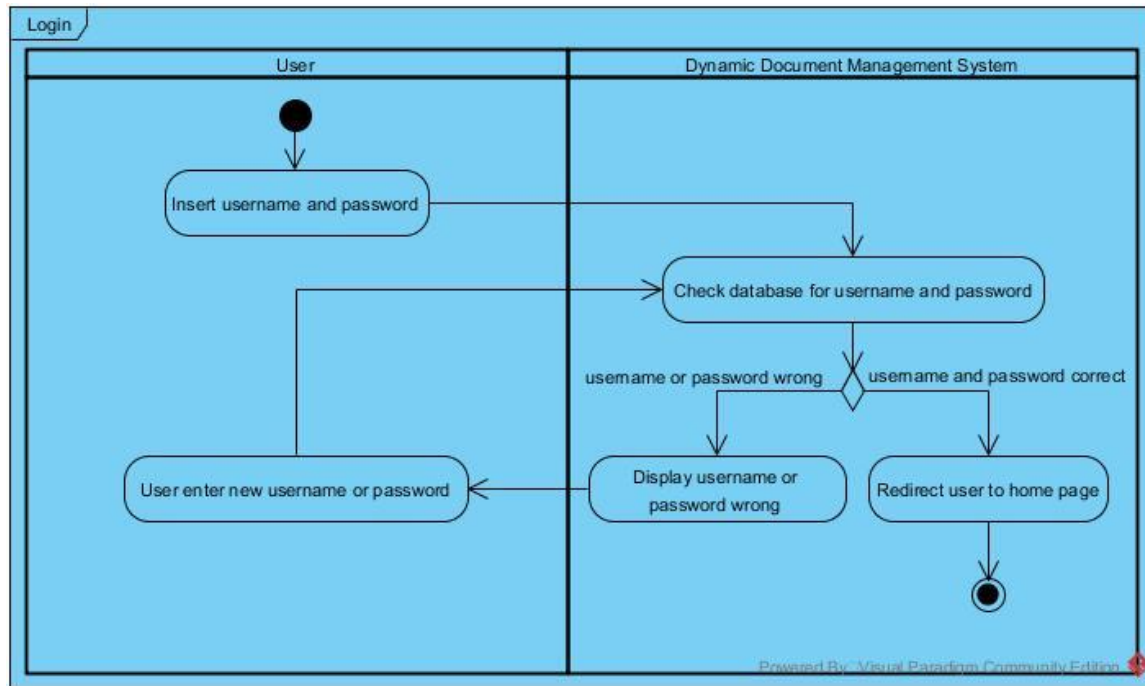 Login
User
Dynamic Document Management System
Insert username and password
Check database for username and password
username or password wrong
username and password correct
User enter new username or password
Display username or
password wrong
Redirect user to home page
Powered By Visual Paradigm Community Edition